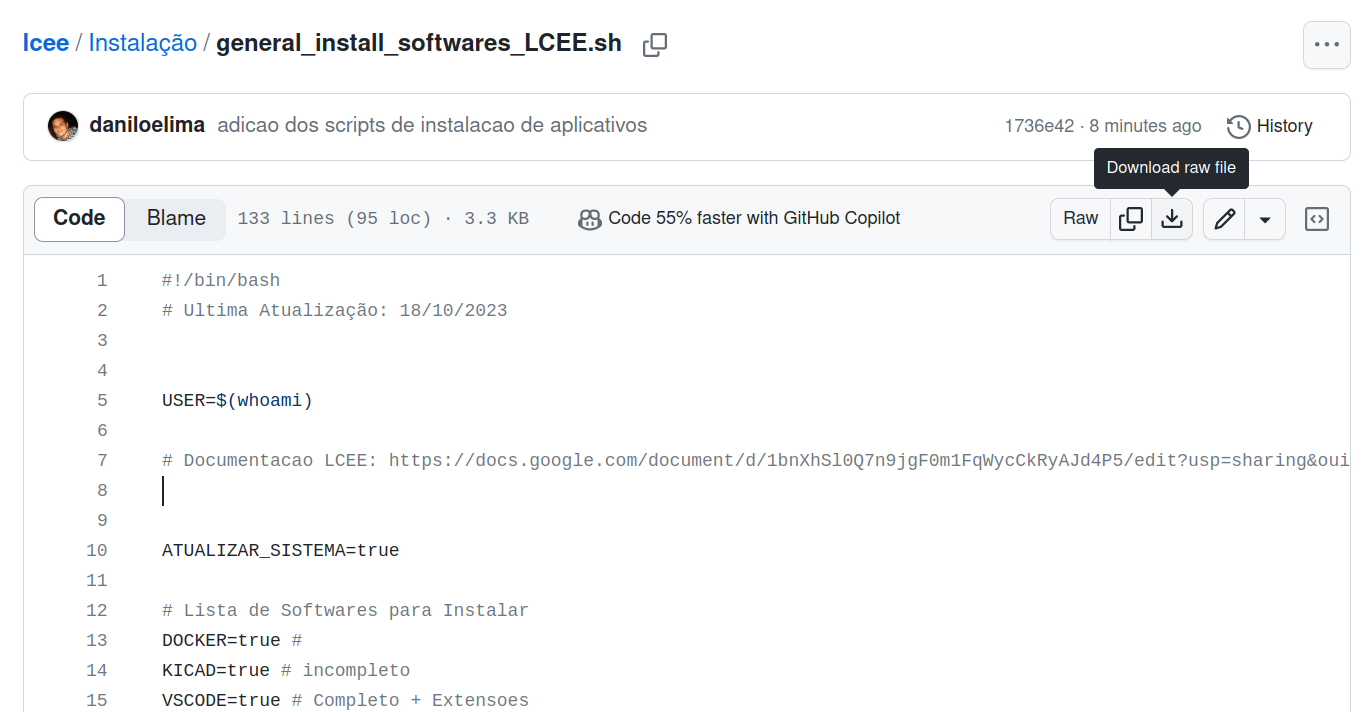 lcee / Instalação / general_install_softwares_LCEE.sh
daniloelima adicao dos scripts de instalacao de aplicativos 1736e42 · 8 minutes ago History
Download raw file
Code Blame 133 lines (95 loc) · 3.3 KB Code 55% faster with GitHub Copilot Raw
1 #!/bin/bash
2 # Ultima Atualização: 18/10/2023
3
4
5 USER=$(whoami)
6
7 # Documentacao LCEE: https://docs.google.com/document/d/1bnXhSl0Q7n9jgF0m1FqWycCkRyAJd4P5/edit?usp=sharing&oui
8
9
10 ATUALIZAR_SISTEMA=true
11
12 # Lista de Softwares para Instalar
13 DOCKER=true #
14 KICAD=true # incompleto
15 VSCODE=true # Completo + Extensoes